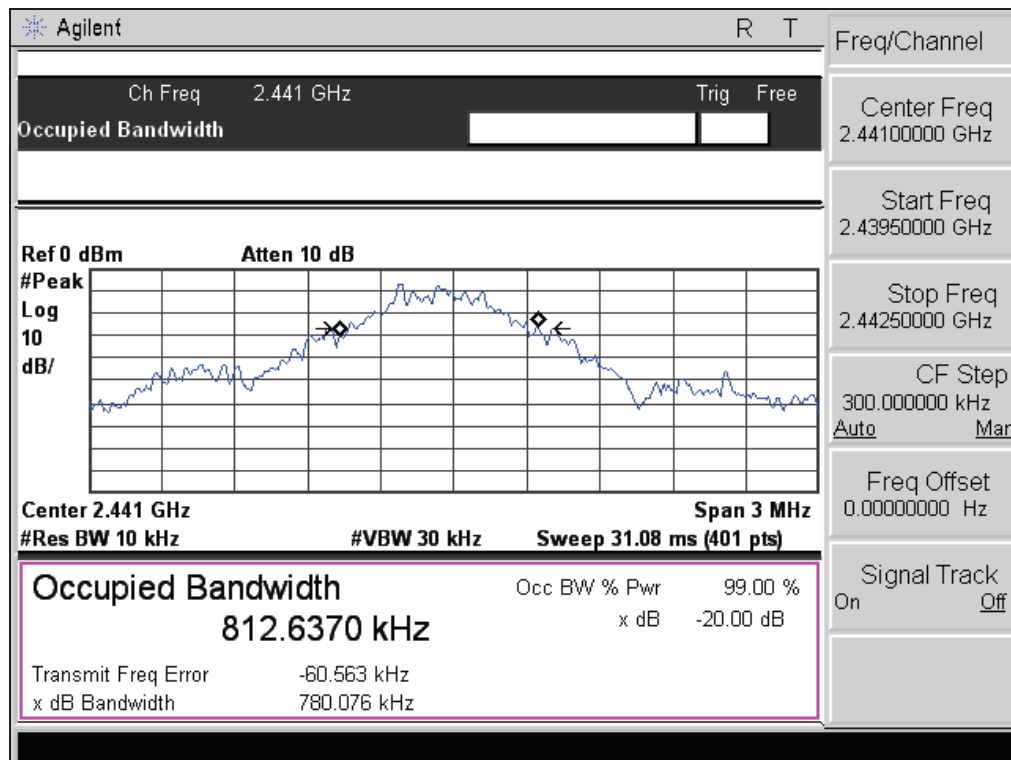 Agilent
R T
Ch Freq 2.441 GHz Trig Free
Occupied Bandwidth
Ref 0 dBm Atten 10 dB
#Peak
Log
10
dB/
Center 2.441 GHz Span 3 MHz
#Res BW 10 kHz #VBW 30 kHz Sweep 31.08 ms (401 pts)
Occupied Bandwidth
812.6370 kHz
Occ BW % Pwr 99.00 %
x dB -20.00 dB
Transmit Freq Error -60.563 kHz
x dB Bandwidth 780.076 kHz
Freq/Channel
Center Freq
2.44100000 GHz
Start Freq
2.43950000 GHz
Stop Freq
2.44250000 GHz
CF Step
300.000000 kHz
Auto Mar
Freq Offset
0.00000000 Hz
Signal Track
On Off